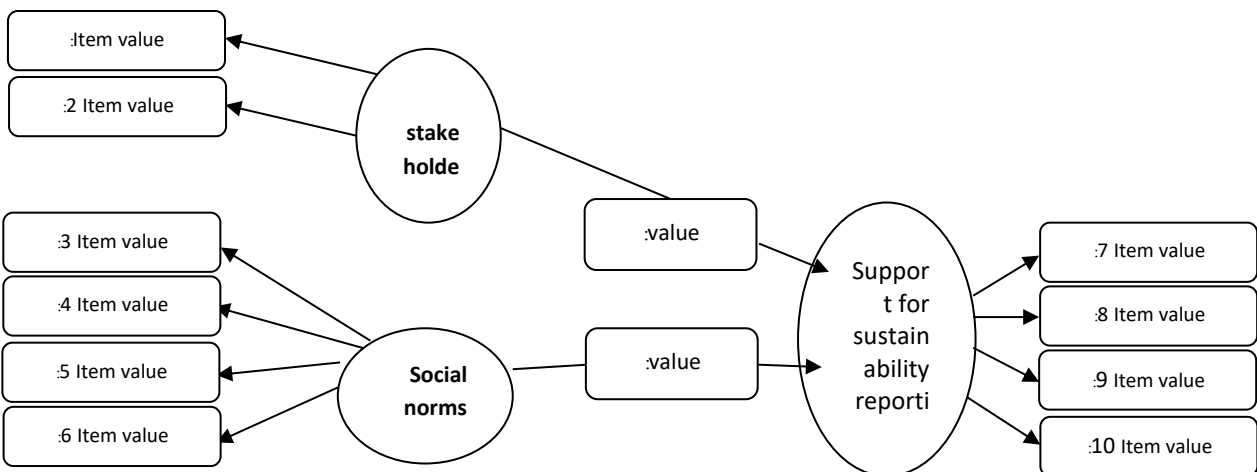 :Item value
:2 Item value
stake
holde
:value
:3 Item value
:4 Item value
:5 Item value
:6 Item value
Social
norms
:value
Suppor
t for
sustain
ability
reporti
:7 Item value
:8 Item value
:9 Item value
:10 Item value